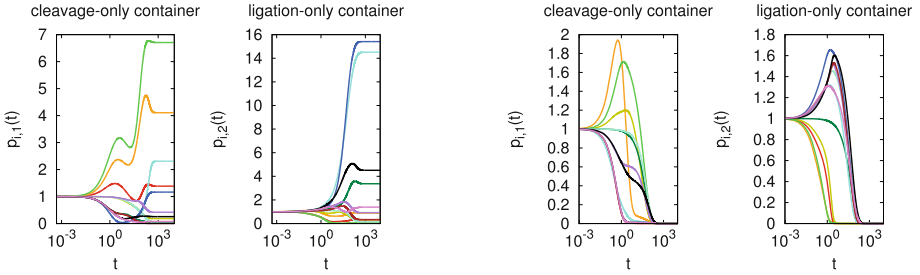 cleavage-only container ligation-only container cleavage-only container ligation-only container
7 6 5 4 3 2 1 0
p_{i,1}(t)
10^{-3} 10^{0} 10^{3}
t
16 14 12 10 8 6 4 2 0
p_{i,2}(t)
10^{-3} 10^{0} 10^{3}
t
2 1.8 1.6 1.4 1.2 1 0.8 0.6 0.4 0.2 0
p_{i,1}(t)
10^{-3} 10^{0} 10^{3}
t
1.8 1.6 1.4 1.2 1 0.8 0.6 0.4 0.2 0
p_{i,2}(t)
10^{-3} 10^{0} 10^{3}
t